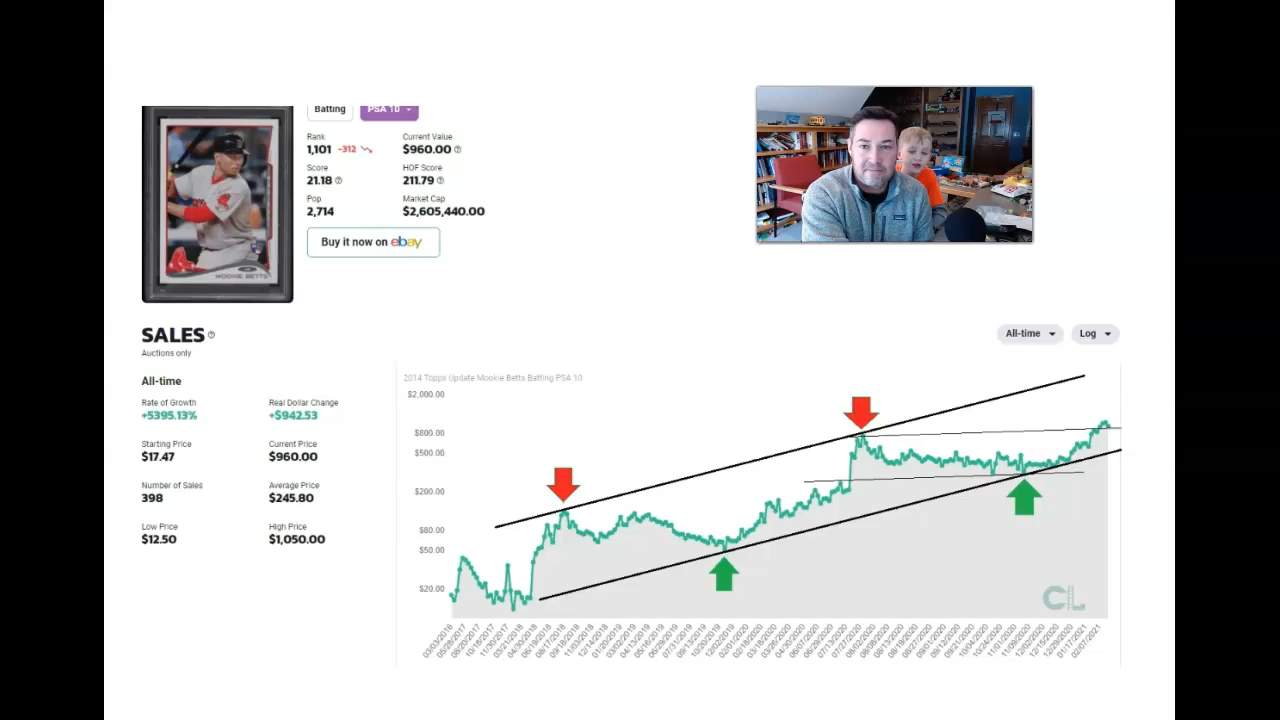 Batting PSA 10
Rank Current Value
1,101 -312 $960.00
Score HOF Score
21.18 211.79
Pop Market Cap
2,714 $2,605,440.00
Buy it now on ebay
MOOKIE BETTS
SALES
Auctions only
All-time Log
All-time
Rate of Growth Real Dollar Change
+5395.13% +$942.53
Starting Price Current Price
$17.47 $960.00
Number of Sales Average Price
398 $245.80
Low Price High Price
$12.50 $1,050.00
2014 Topps Update Mookie Betts Batting PSA 10
$2,000.00
$800.00
$500.00
$200.00
$80.00
$50.00
$20.00
CL